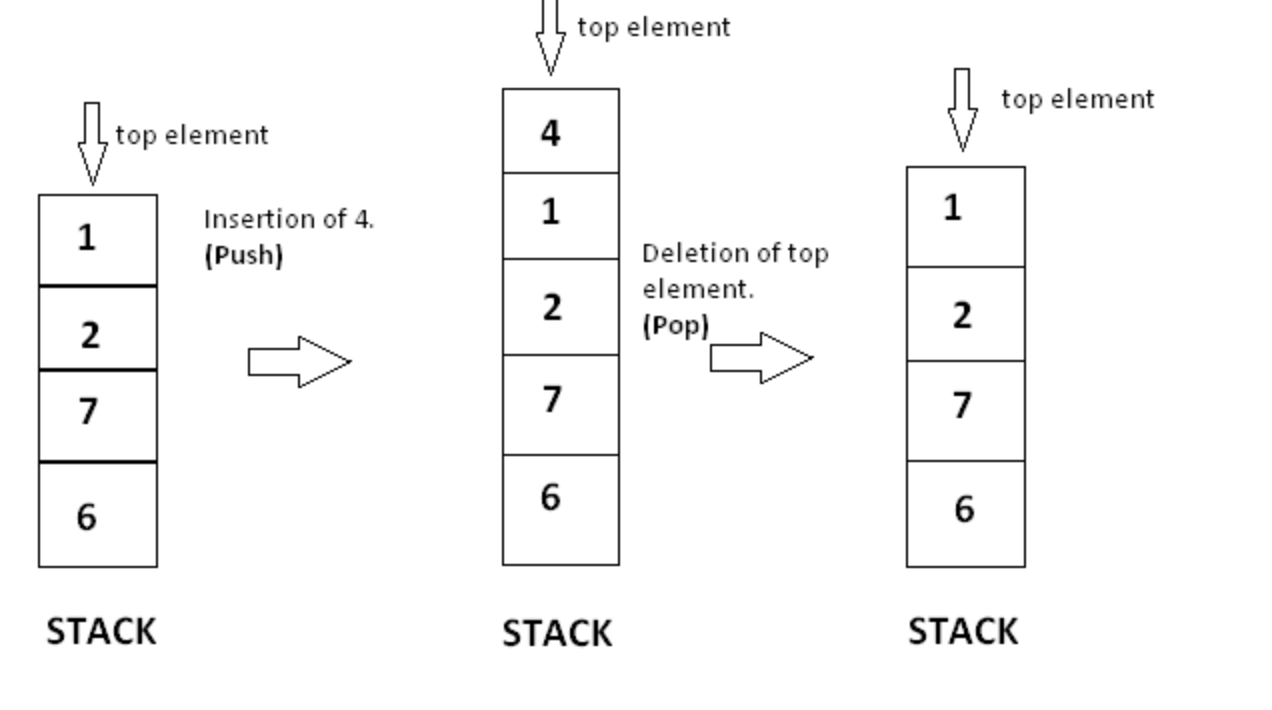 top element
1
2
7
6
STACK
Insertion of 4.
(Push)
top element
4
1
2
7
6
STACK
Deletion of top
element.
(Pop)
top element
1
2
7
6
STACK